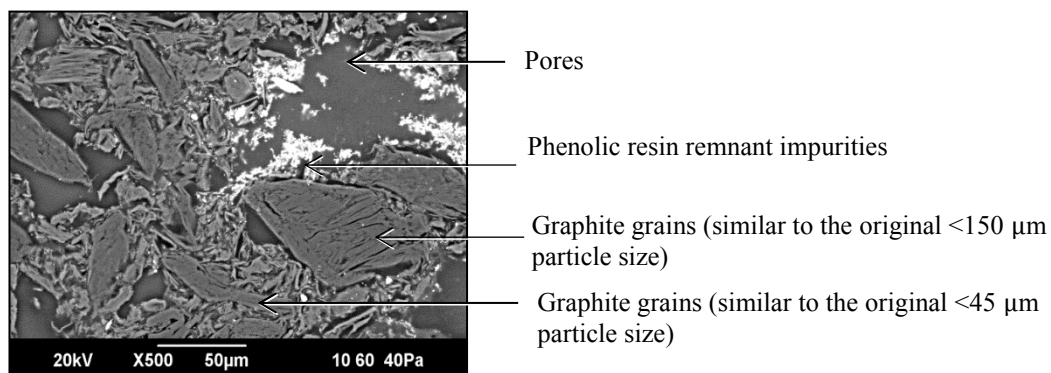 Pores
Phenolic resin remnant impurities
Graphite grains (similar to the original <150 µm
particle size)
Graphite grains (similar to the original <45 µm
particle size)
20kV X500 50µm 10 60 40Pa